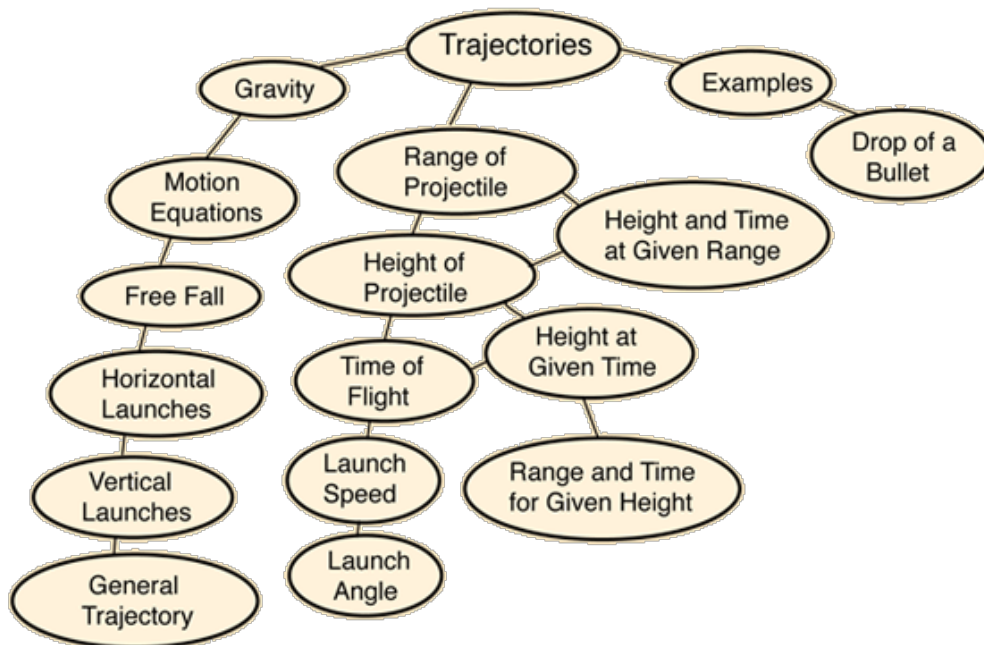 Trajectories
Gravity
Examples
Drop of a
Bullet
Range of
Projectile
Motion
Equations
Height and Time
at Given Range
Height of
Projectile
Free Fall
Height at
Given Time
Time of
Flight
Horizontal
Launches
Launch
Speed
Range and Time
for Given Height
Vertical
Launches
Launch
Angle
General
Trajectory